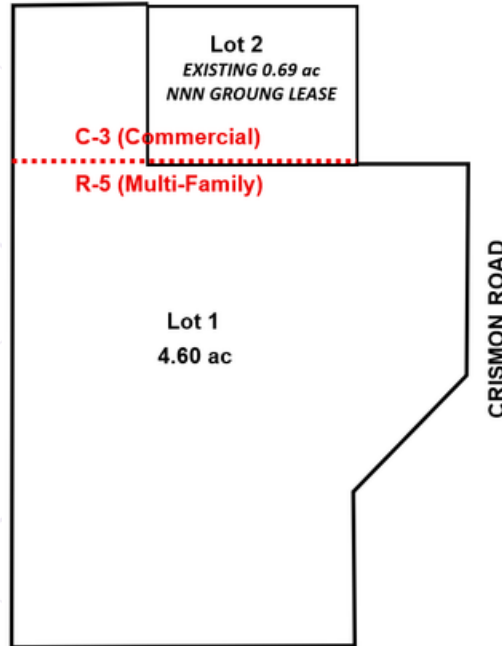 Lot 2
EXISTING 0.69 ac
NNN GROUNG LEASE
C-3 (Commercial)
R-5 (Multi-Family)
Lot 1
4.60 ac
CRISMON ROAD